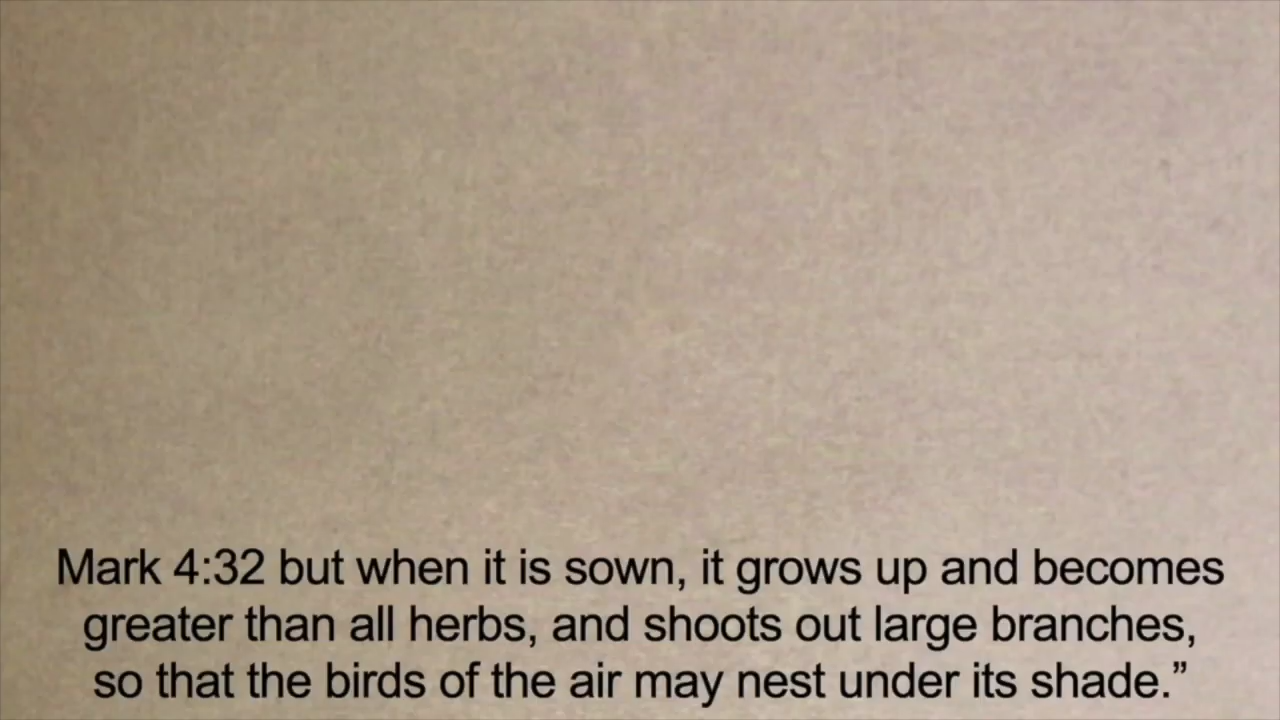 Mark 4:32 but when it is sown, it grows up and becomes
greater than all herbs, and shoots out large branches,
so that the birds of the air may nest under its shade.”